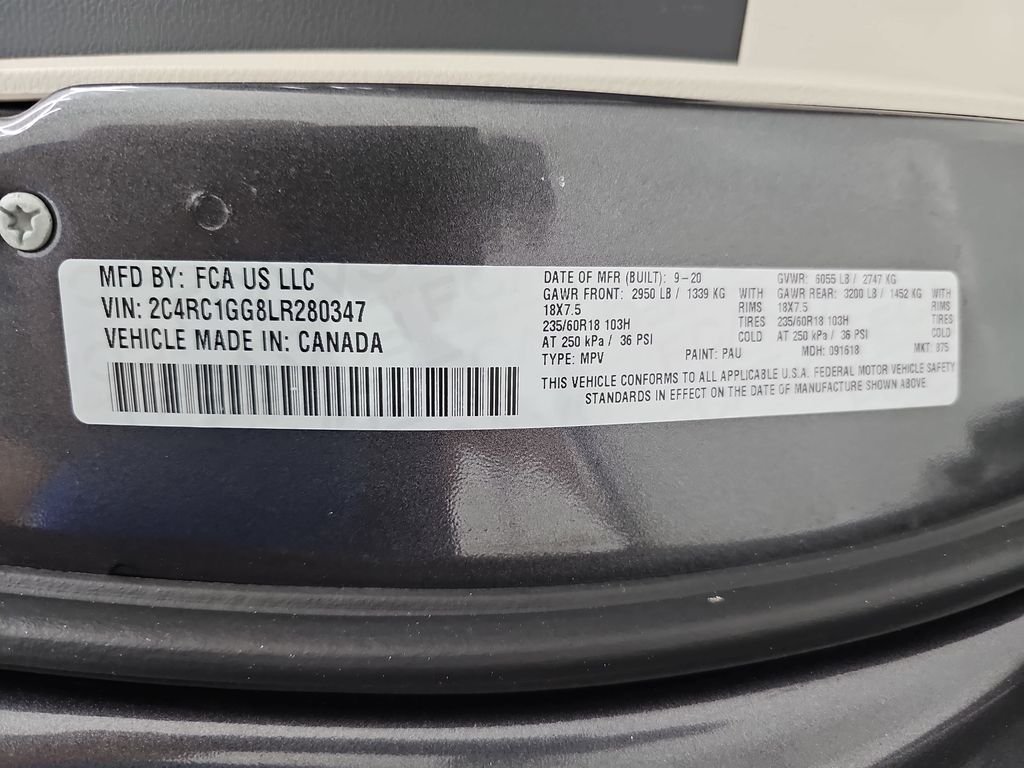 MFD BY: FCA US LLC
VIN: 2C4RC1GG8LR280347
VEHICLE MADE IN: CANADA
DATE OF MFR (BUILT): 9-20 GVWR: 6055 LB / 2747 KG
GAWR FRONT: 2950 LB / 1339 KG WITH GAWR REAR: 3200 LB / 1452 KG WITH
18X7.5 RIMS 18X7.5 RIMS
235/60R18 103H TIRES 235/60R18 103H TIRES
AT 250 kPa / 36 PSI COLD AT 250 kPa / 36 PSI COLD
TYPE: MPV PAINT: PAU MDH: 091618 MKT: 875
THIS VEHICLE CONFORMS TO ALL APPLICABLE U.S.A. FEDERAL MOTOR VEHICLE SAFETY
STANDARDS IN EFFECT ON THE DATE OF MANUFACTURE SHOWN ABOVE.